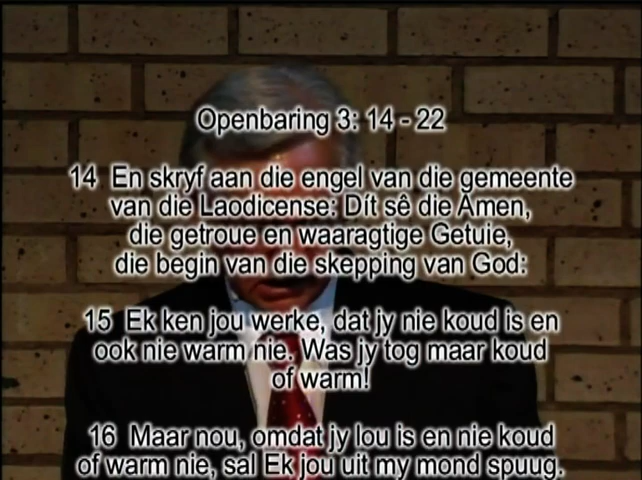 Openbaring 3: 14 - 22
14 En skryf aan die engel van die gemeente
van die Laodicense: Dít sê die Amen,
die getroue en waaragtige Getuie,
die begin van die skepping van God:
15 Ek ken jou werke, dat jy nie koud is en
ook nie warm nie. Was jy tog maar koud
of warm!
16 Maar nou, omdat jy lou is en nie koud
of warm nie, sal Ek jou uit my mond spuug.